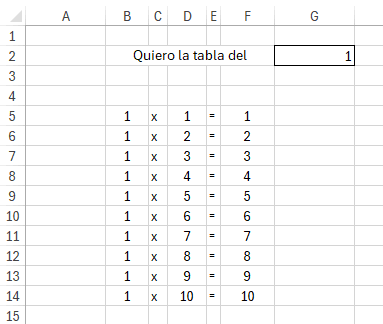 A B C D E F G
1
2 Quiero la tabla del 1
3
4
5 1 x 1 = 1
6 1 x 2 = 2
7 1 x 3 = 3
8 1 x 4 = 4
9 1 x 5 = 5
10 1 x 6 = 6
11 1 x 7 = 7
12 1 x 8 = 8
13 1 x 9 = 9
14 1 x 10 = 10
15